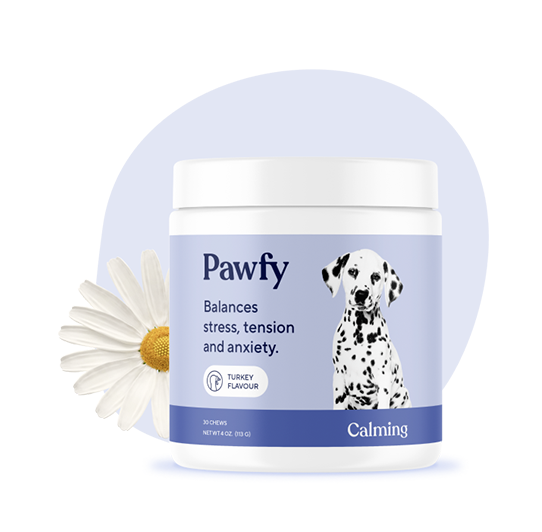 Pawfy
Balances
stress, tension
and anxiety.
TURKEY
FLAVOUR
30 CHEWS
NET WT 4 OZ. (113 G)
Calming